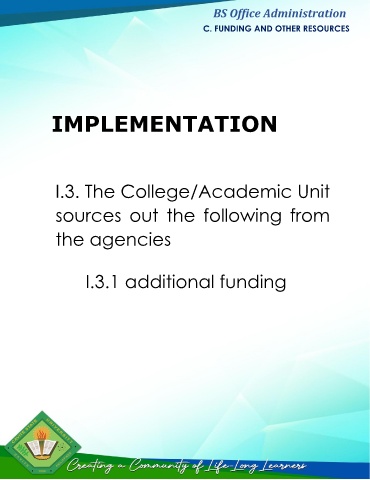 BS Office Administration
C. FUNDING AND OTHER RESOURCES
IMPLEMENTATION
I.3. The College/Academic Unit
sources out the following from
the agencies
I.3.1 additional funding
Creating a Community of Life Long Learners